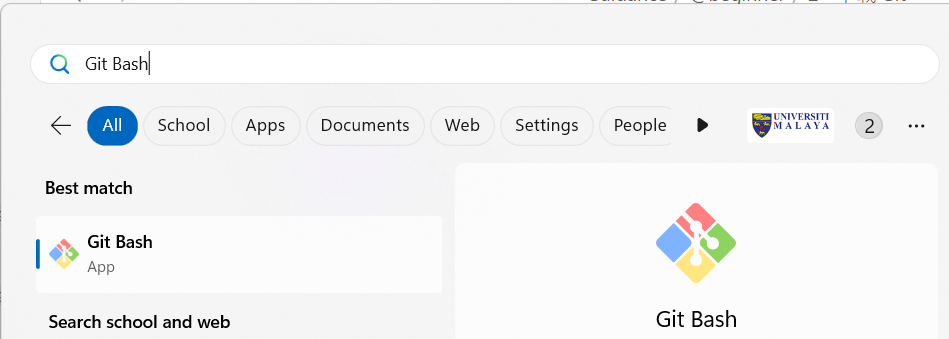 Git Bash
All School Apps Documents Web Settings People UNIVERSITI MALAYA 2
Best match
Git Bash
App
Search school and web
Git Bash